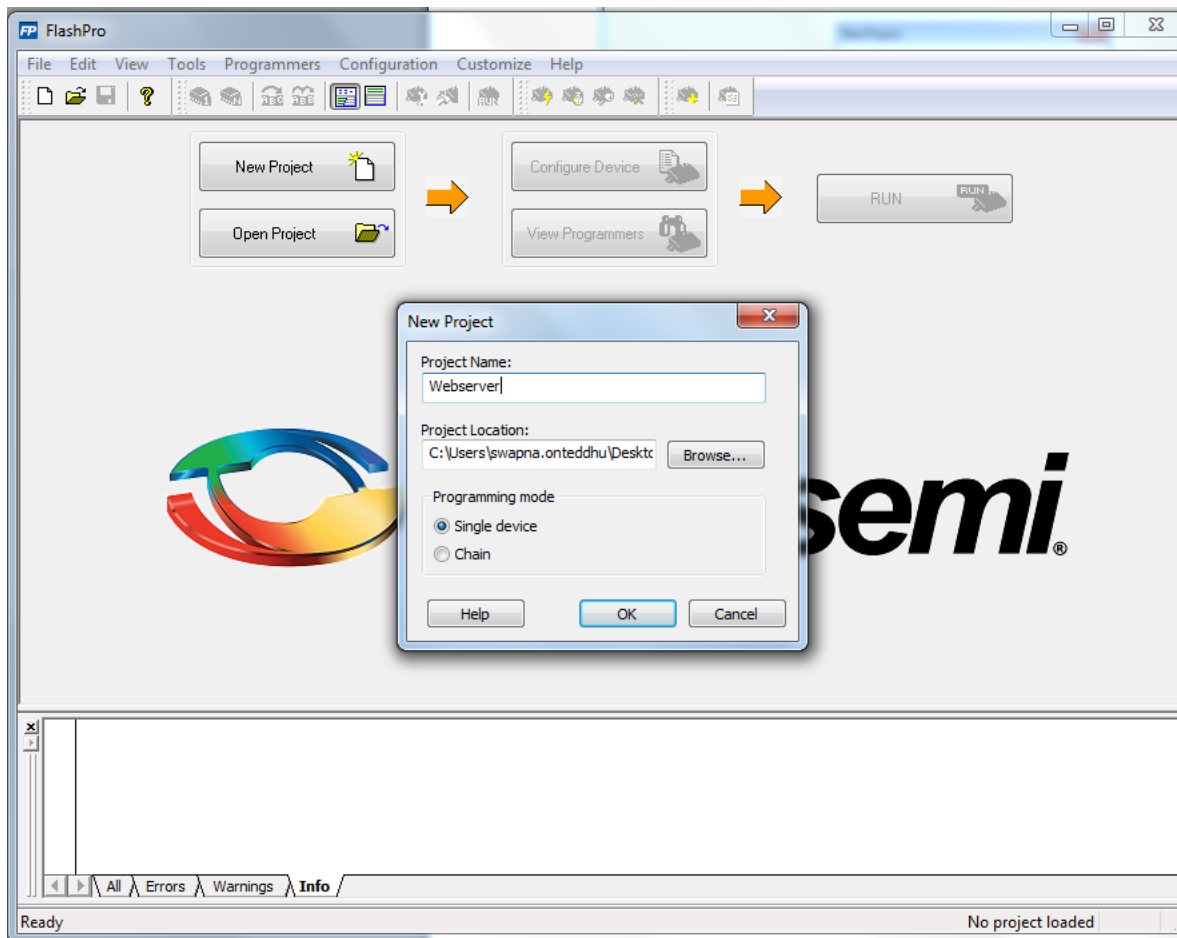 FP FlashPro
File Edit View Tools Programmers Configuration Customize Help
New Project
Configure Device
RUN
RUN
Open Project
View Programmers
New Project
Project Name:
Webserver
Project Location:
C:\Users\swapna.onteddhu\Deskto
Browse...
Programming mode
Single device
Chain
Help
OK
Cancel
semi®
All
Errors
Warnings
Info
Ready
No project loaded